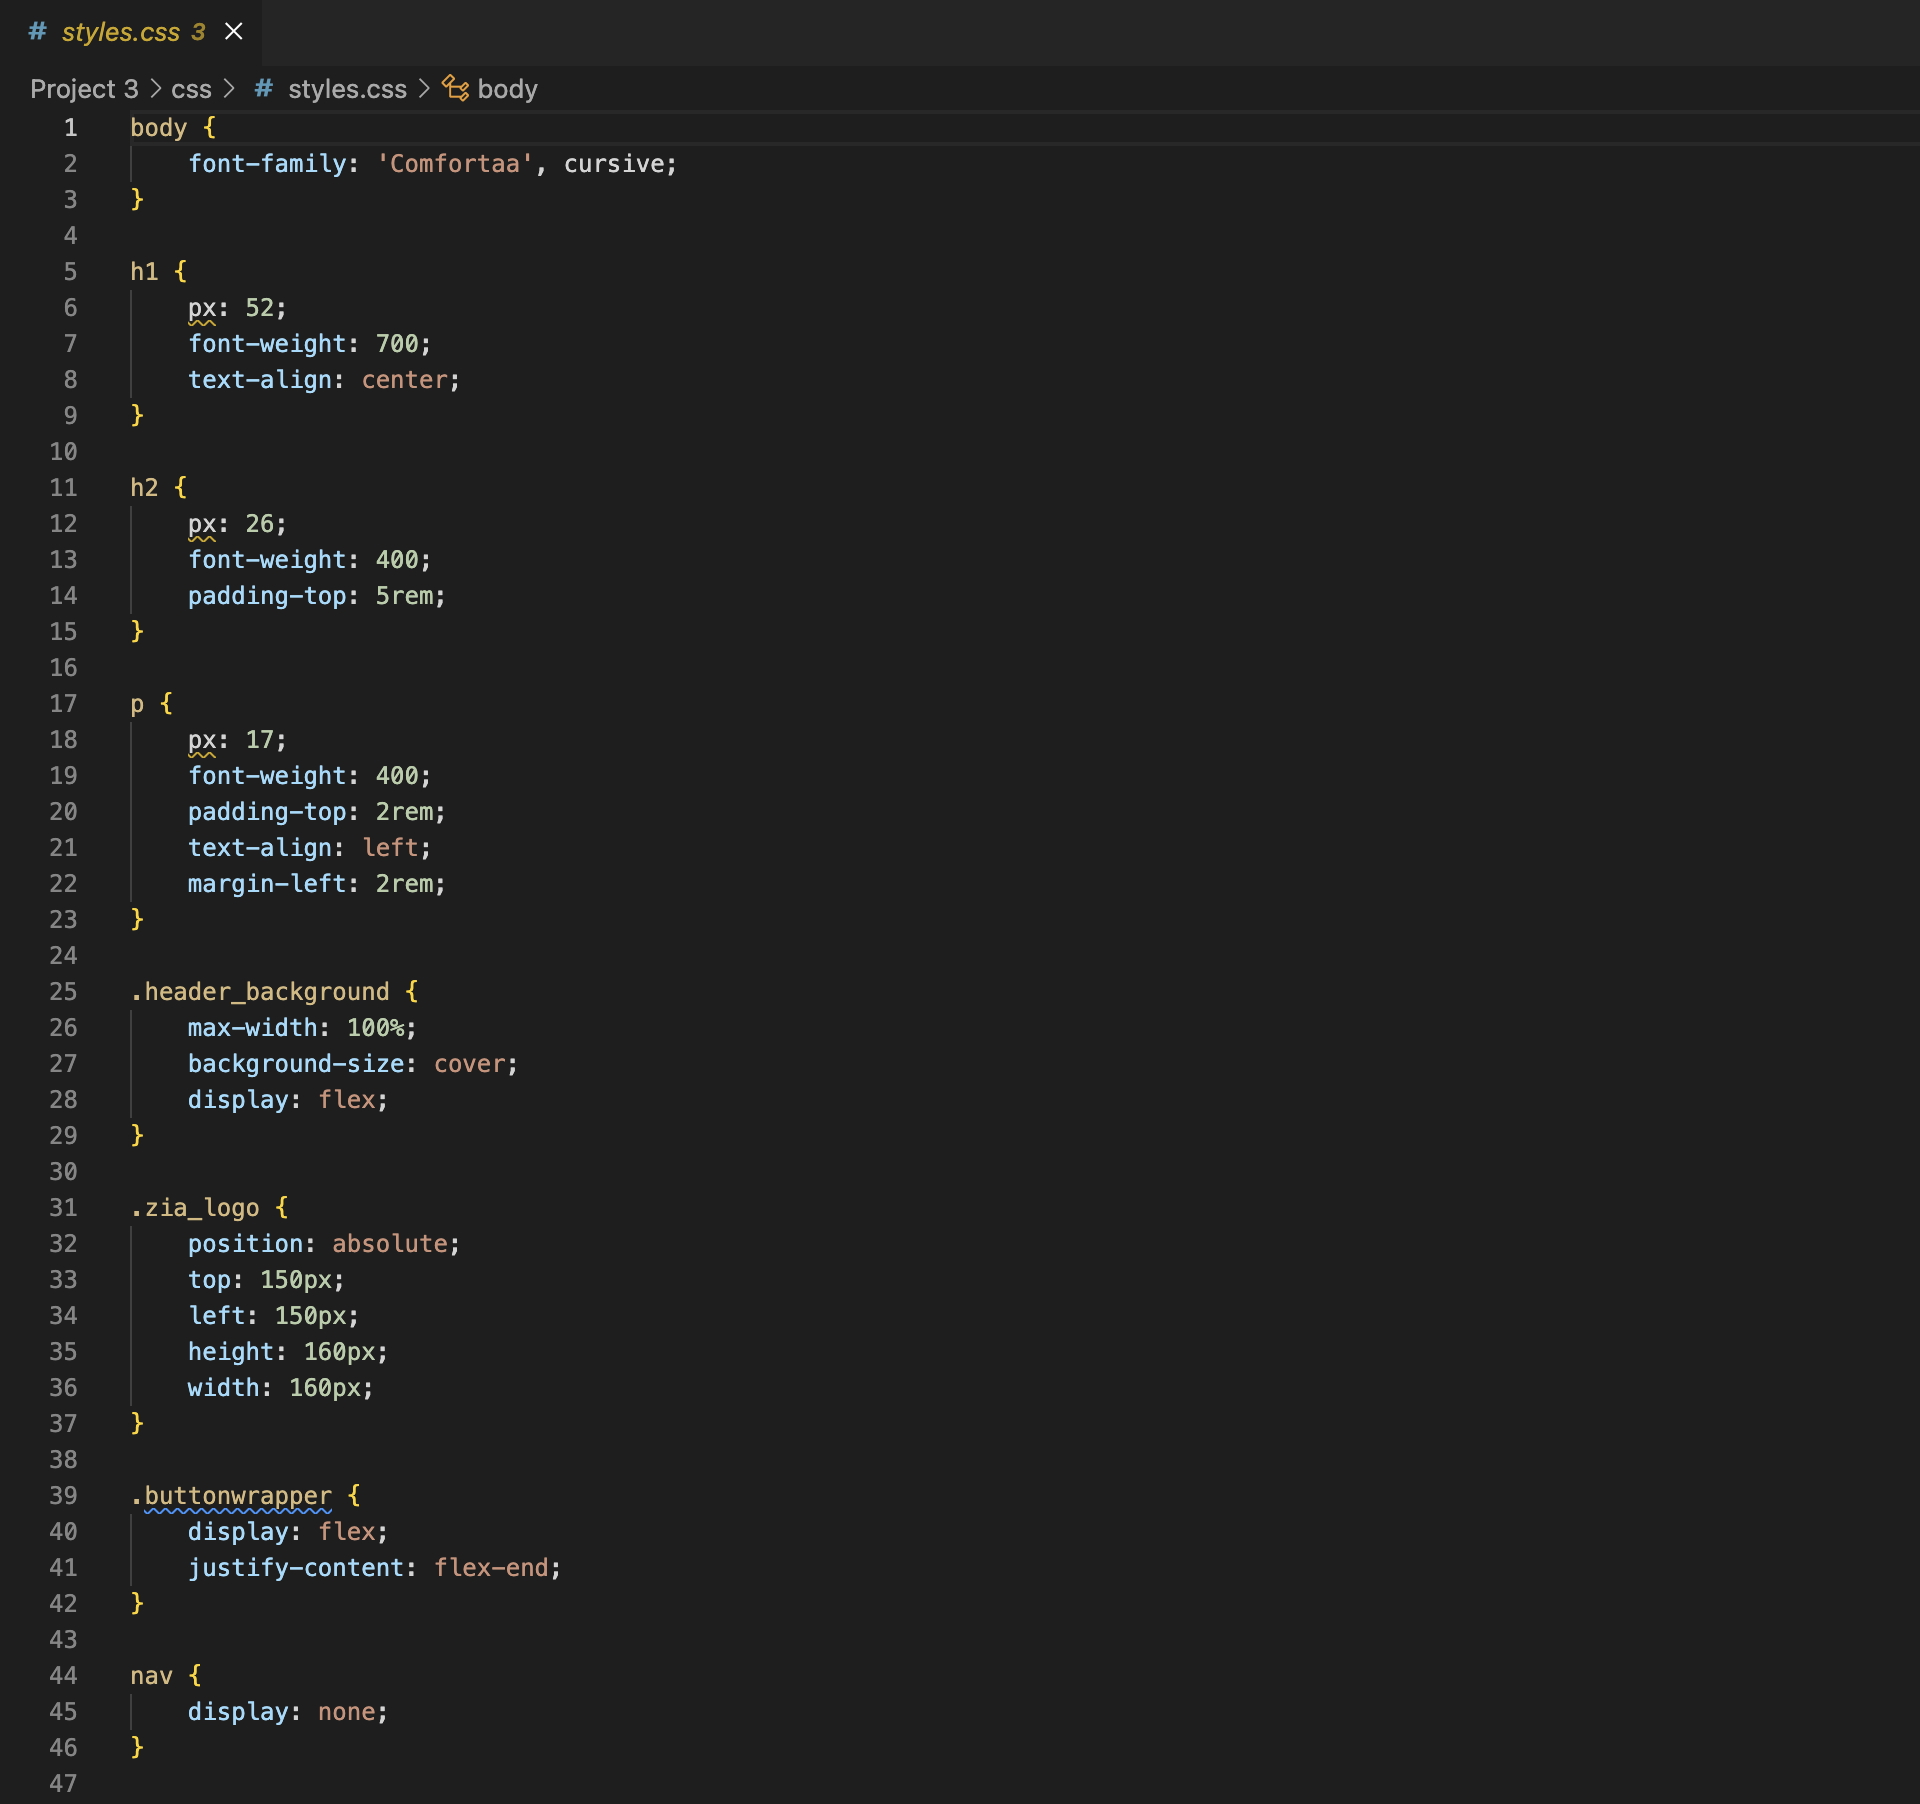 # styles.css 3 ×
Project 3 > css > # styles.css > body
1 body {
2     font-family: 'Comfortaa', cursive;
3 }
4
5 h1 {
6     px: 52;
7     font-weight: 700;
8     text-align: center;
9 }
10
11 h2 {
12     px: 26;
13     font-weight: 400;
14     padding-top: 5rem;
15 }
16
17 p {
18     px: 17;
19     font-weight: 400;
20     padding-top: 2rem;
21     text-align: left;
22     margin-left: 2rem;
23 }
24
25 .header_background {
26     max-width: 100%;
27     background-size: cover;
28     display: flex;
29 }
30
31 .zia_logo {
32     position: absolute;
33     top: 150px;
34     left: 150px;
35     height: 160px;
36     width: 160px;
37 }
38
39 .buttonwrapper {
40     display: flex;
41     justify-content: flex-end;
42 }
43
44 nav {
45     display: none;
46 }
47